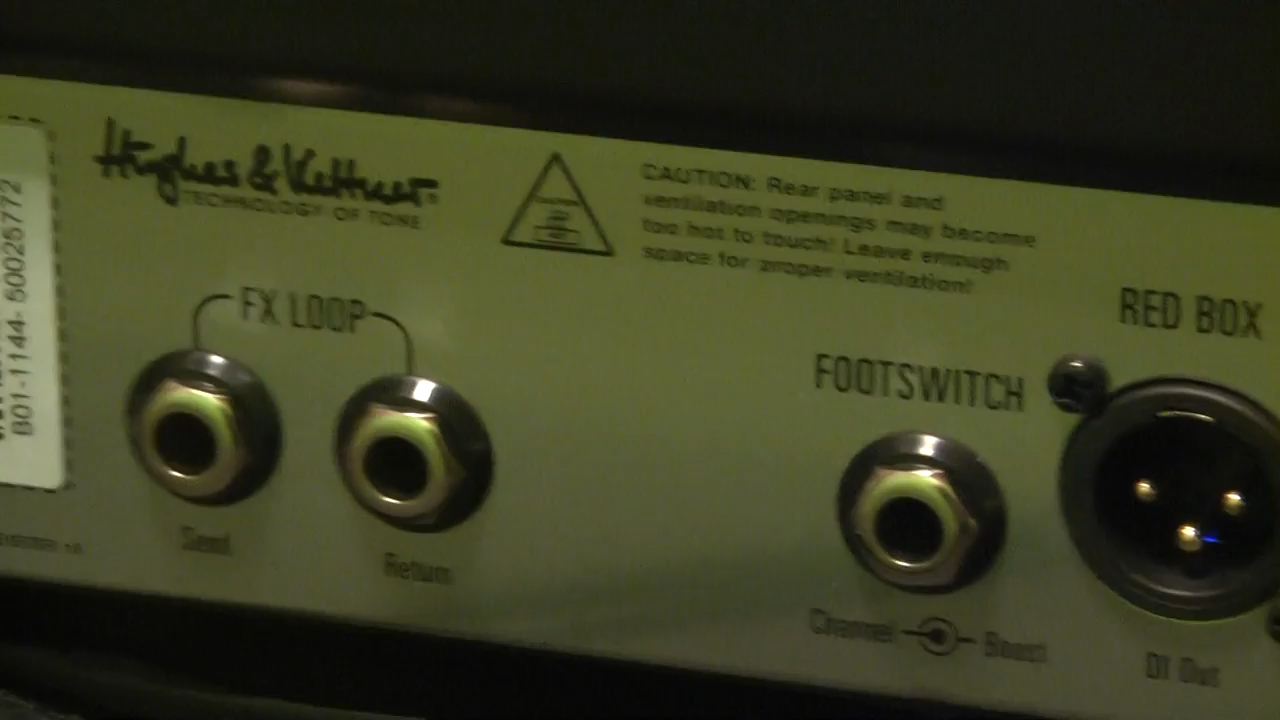 B01-1144- 50025772
Hughes & Kettner®
TECHNOLOGY OF TONE
CAUTION: Rear panel and
ventilation openings may become
too hot to touch! Leave enough
space for proper ventilation!
FX LOOP
RED BOX
FOOTSWITCH
Send
Return
Channel
Boost
DI Out